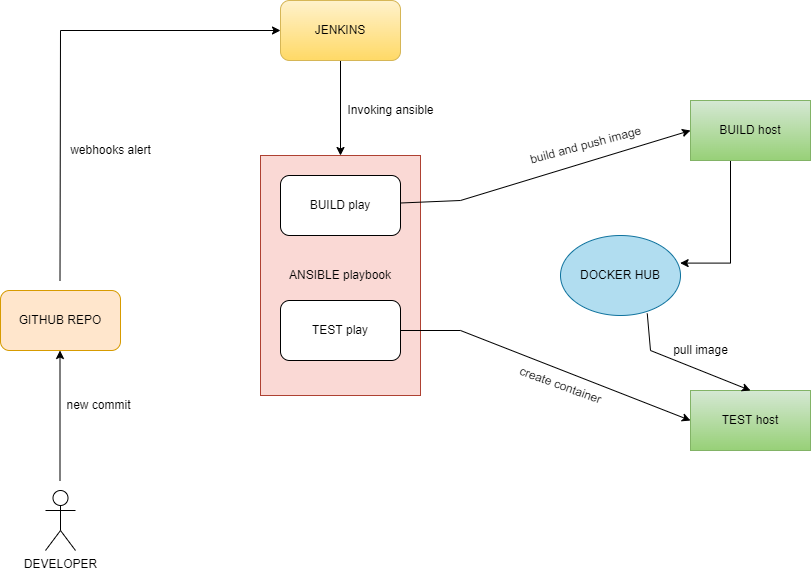 JENKINS
Invoking ansible
webhooks alert
BUILD host
build and push image
BUILD play
ANSIBLE playbook
DOCKER HUB
GITHUB REPO
TEST play
pull image
create container
TEST host
new commit
DEVELOPER